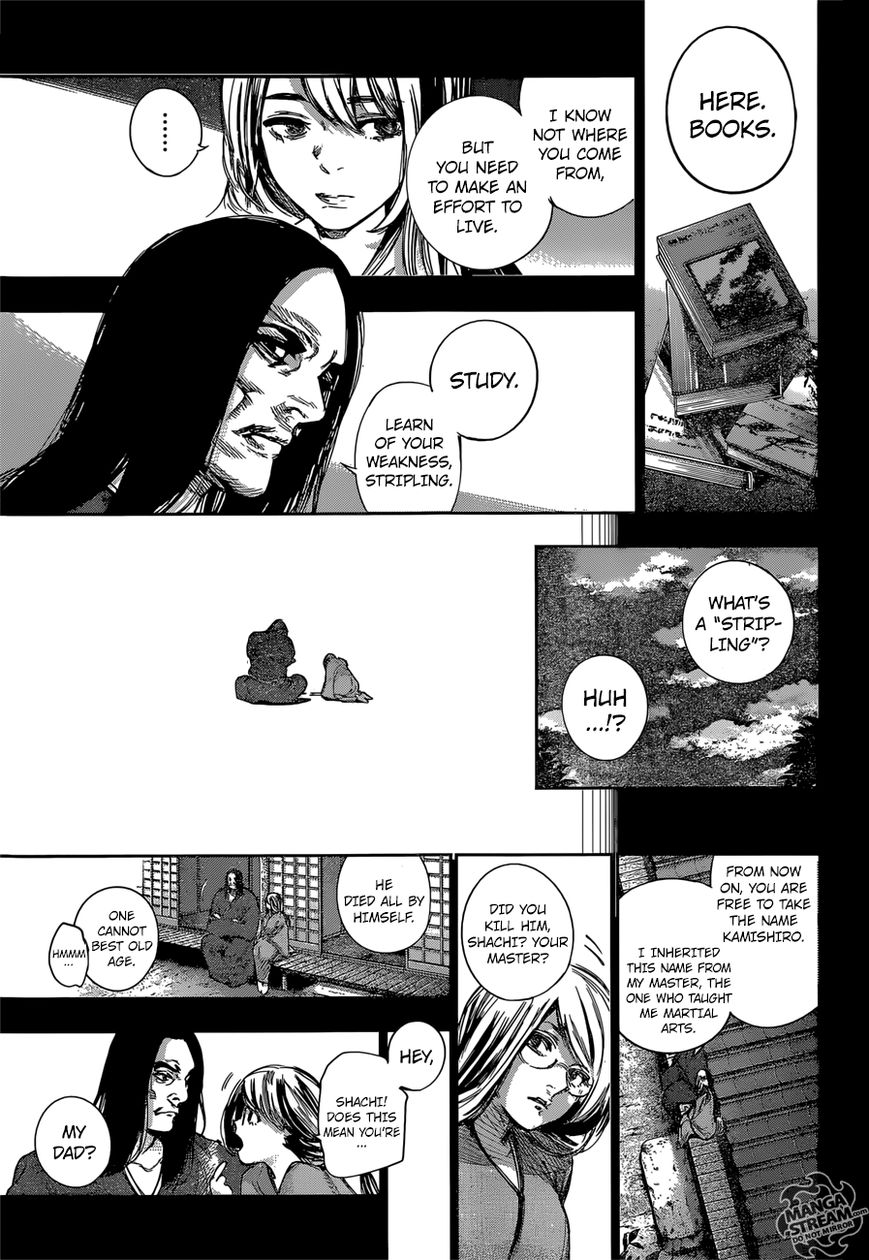 HERE.
BOOKS.
I KNOW
NOT WHERE
YOU COME
FROM,
BUT
YOU NEED
TO MAKE AN
EFFORT TO
LIVE.
......
STUDY.
LEARN
OF YOUR
WEAKNESS,
STRIPLING.
WHAT'S
A "STRIP-
LING"?
HUH
...!?
FROM NOW
ON, YOU ARE
FREE TO TAKE
THE NAME
KAMISHIRO.
I INHERITED
THIS NAME FROM
MY MASTER, THE
ONE WHO TAUGHT
ME MARTIAL
ARTS.
DID YOU
KILL HIM,
SHACHI? YOUR
MASTER?
HE
DIED ALL BY
HIMSELF.
ONE
CANNOT
BEST OLD
AGE.
HMMM
...
HEY,
SHACHI!
DOES THIS
MEAN YOU'RE
...
MY
DAD?
MANGA
STREAM.com
DO NOT MIRROR